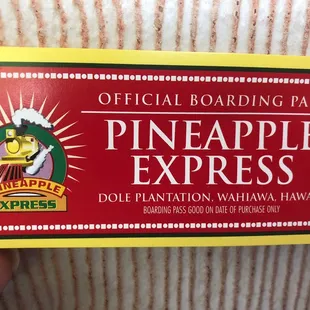 OFFICIAL BOARDING PA
PINEAPPLE
EXPRESS
DOLE PLANTATION, WAHIAWA, HAWA
BOARDING PASS GOOD ON DATE OF PURCHASE ONLY
PINEAPPLE
EXPRESS